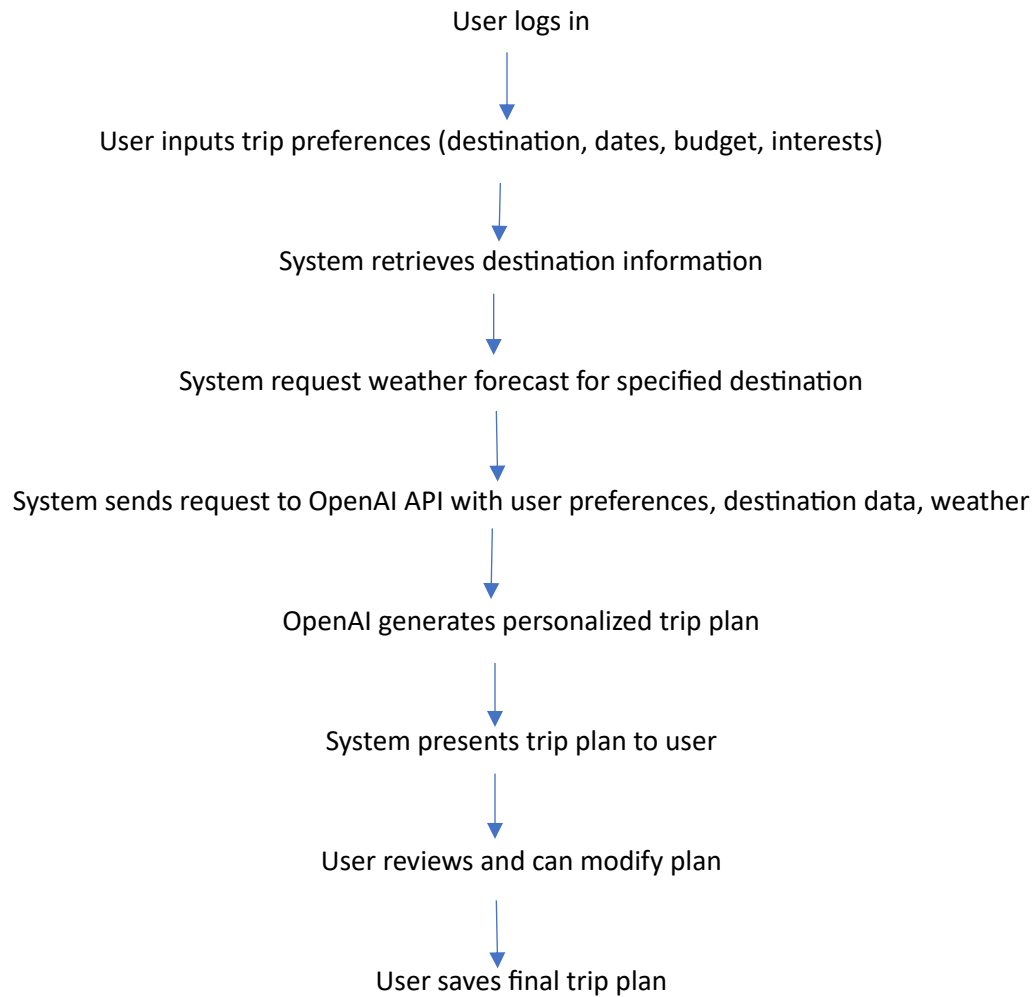 User logs in
User inputs trip preferences (destination, dates, budget, interests)
System retrieves destination information
System request weather forecast for specified destination
System sends request to OpenAI API with user preferences, destination data, weather
OpenAI generates personalized trip plan
System presents trip plan to user
User reviews and can modify plan
User saves final trip plan